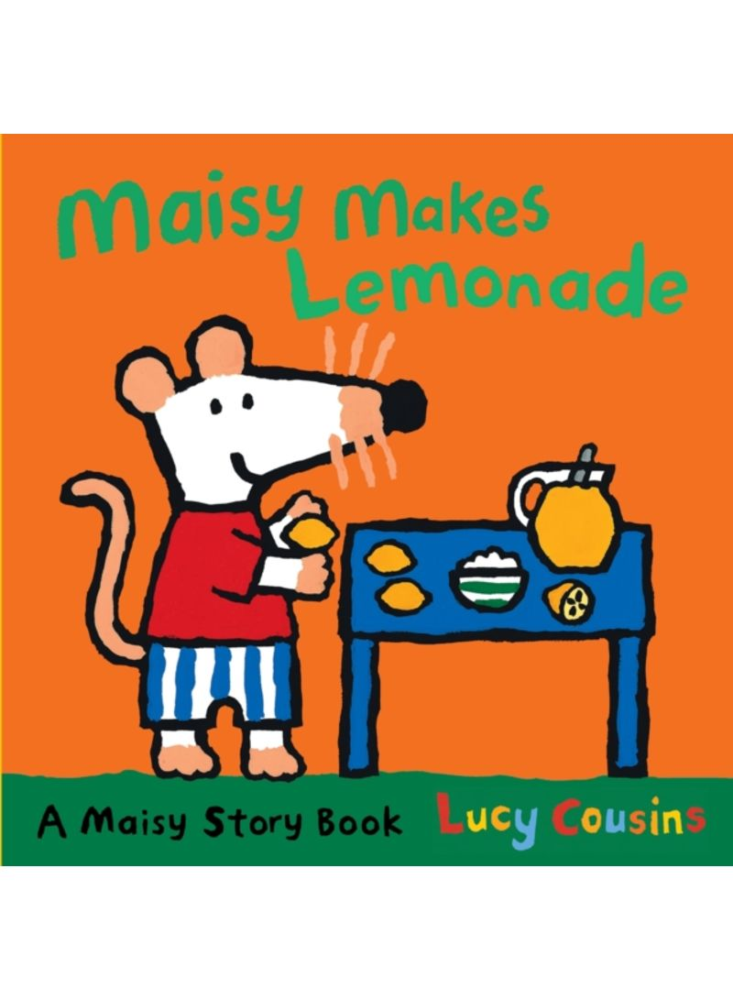 Maisy Makes
Lemonade
A Maisy Story Book
Lucy Cousins